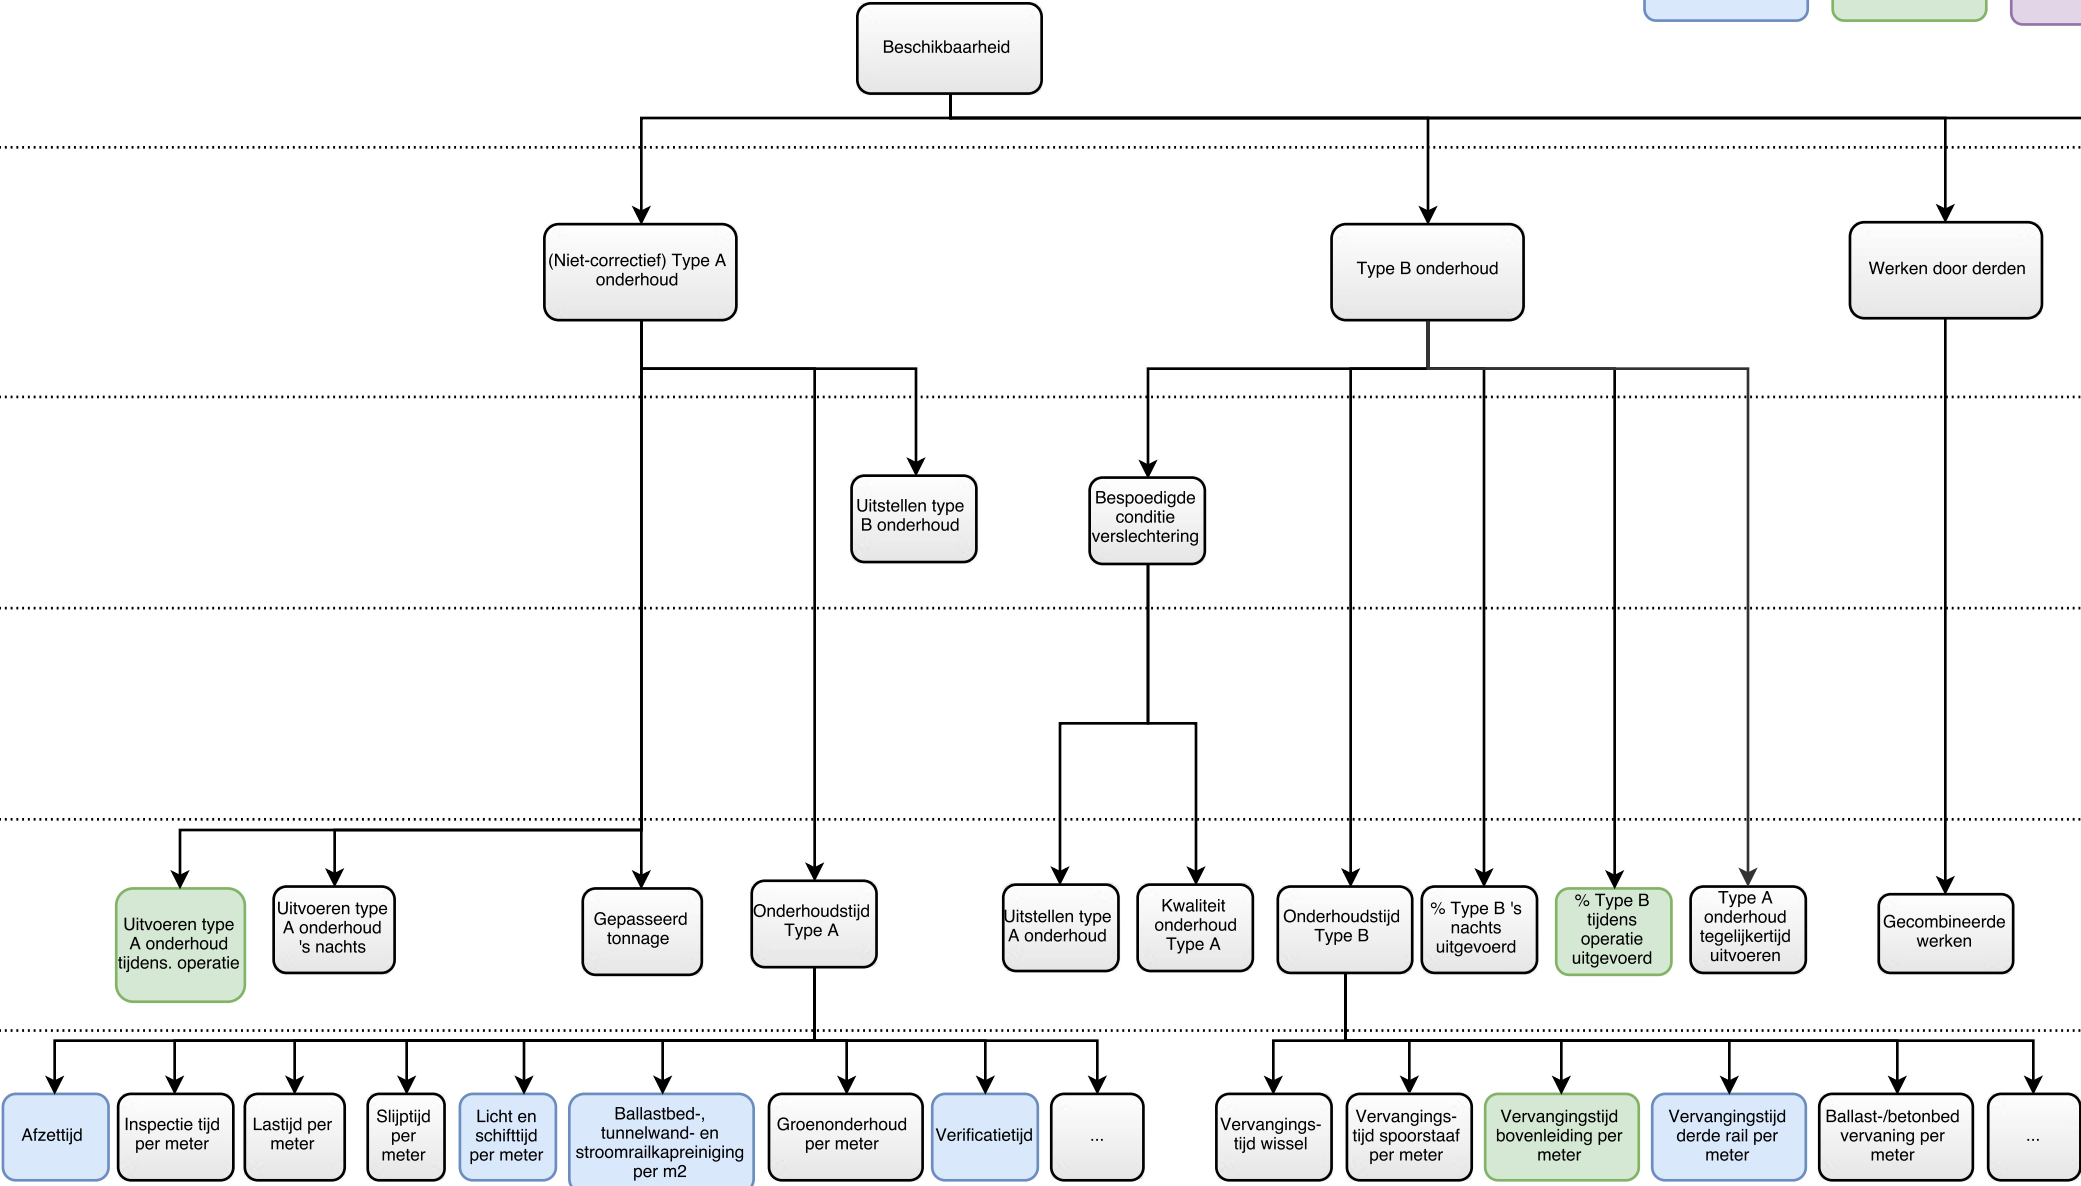 Beschikbaarheid
(Niet-correctief) Type A
onderhoud
Type B onderhoud
Werken door derden
Uitstellen type
B onderhoud
Bespoedigde
conditie
verslechtering
Uitvoeren type
A onderhoud
tijdens. operatie
Uitvoeren type
A onderhoud
's nachts
Gepasseerd
tonnage
Onderhoudstijd
Type A
Uitstellen type
A onderhoud
Kwaliteit
onderhoud
Type A
Onderhoudstijd
Type B
% Type B 's
nachts
uitgevoerd
% Type B
tijdens
operatie
uitgevoerd
Type A
onderhoud
tegelijkertijd
uitvoeren
Gecombineerde
werken
Afzettijd
Inspectie tijd
per meter
Lastijd per
meter
Slijptijd
per
meter
Licht en
schifttijd
per meter
Ballastbed-,
tunnelwand- en
stroomrailkapreiniging
per m2
Groenonderhoud
per meter
Verificatietijd
...
Vervangings-
tijd wissel
Vervangings-
tijd spoorstaaf
per meter
Vervangingstijd
bovenleiding per
meter
Vervangingstijd
derde rail per
meter
Ballast-/betonbed
vervaning per
meter
...